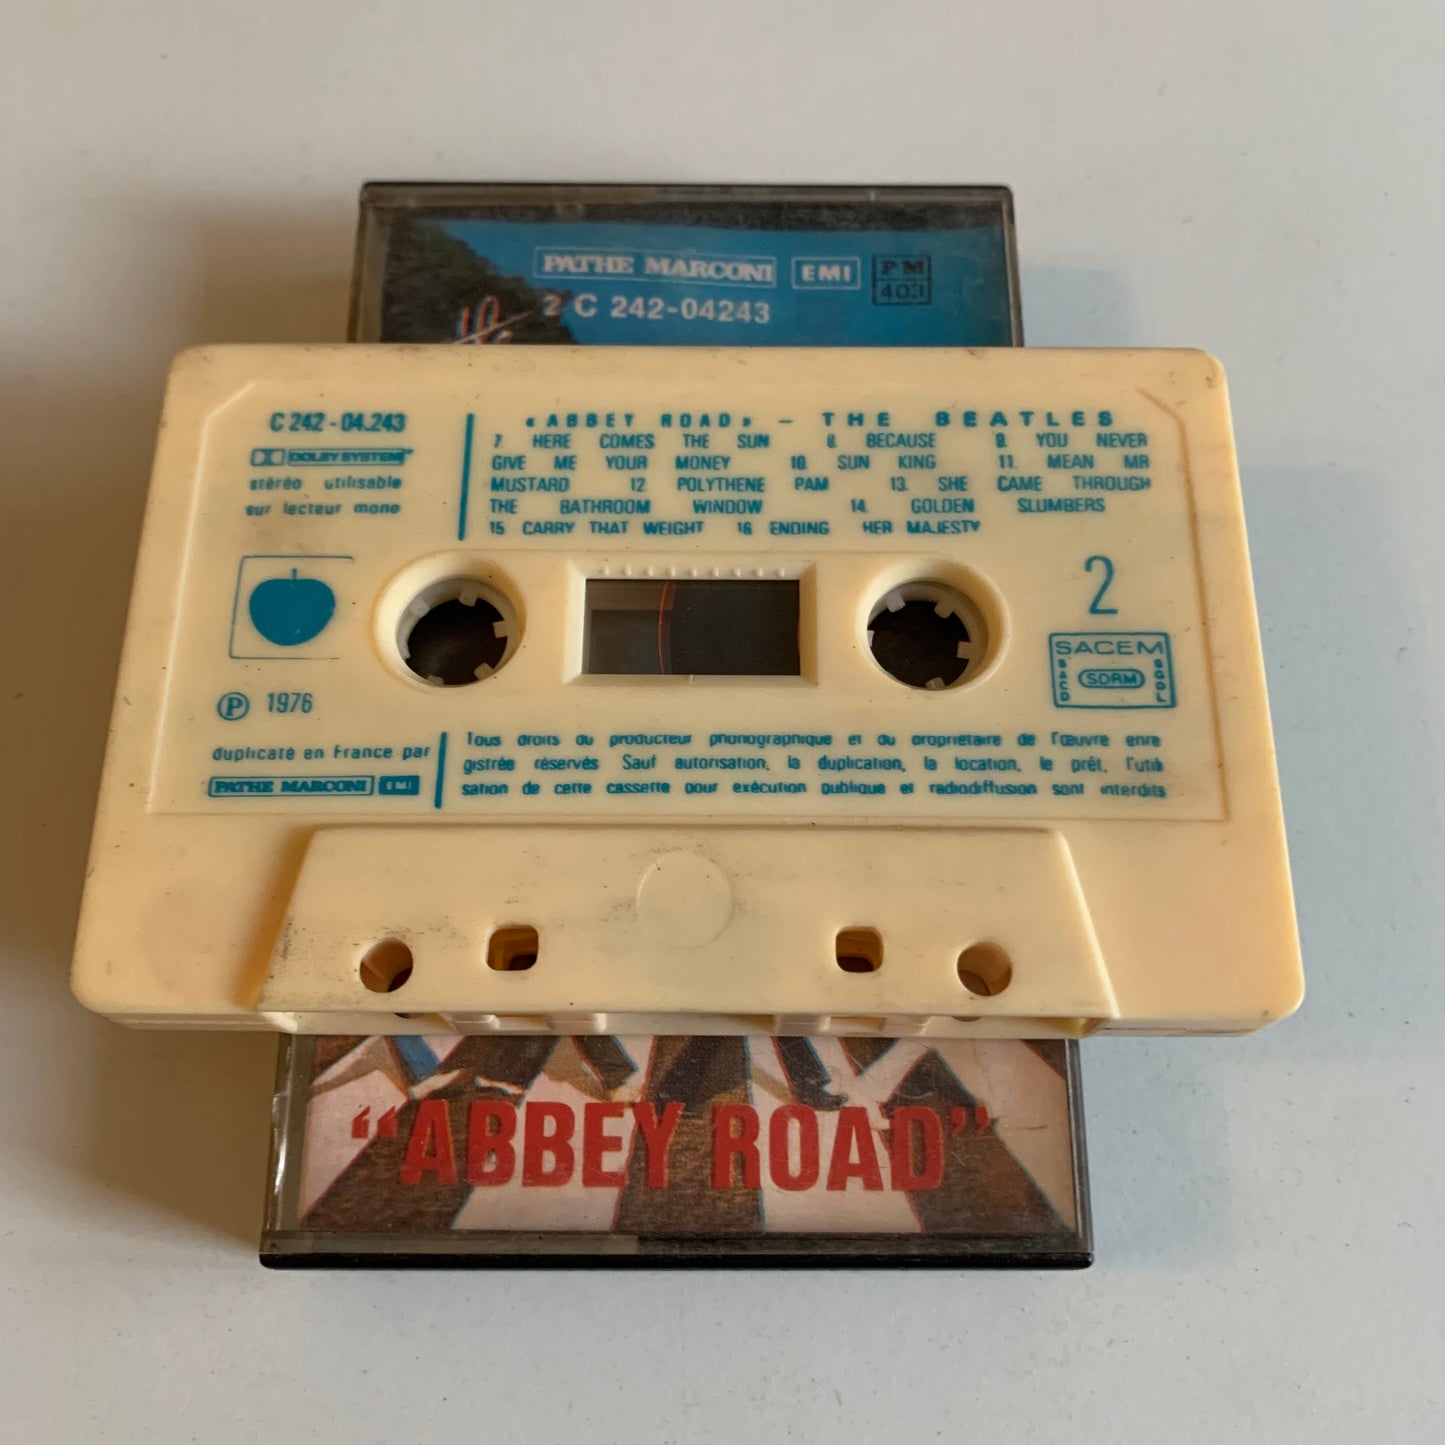 PATHE MARCONI EMI PM
2 C 242-04243 403
C 242 - 04.243
DOLBY SYSTEM
stéréo utilisable
sur lecteur mono
«ABBEY ROAD» - THE BEATLES
7. HERE COMES THE SUN 8. BECAUSE 9. YOU NEVER
GIVE ME YOUR MONEY 10. SUN KING 11. MEAN MR
MUSTARD 12 POLYTHENE PAM 13. SHE CAME THROUGH
THE BATHROOM WINDOW 14. GOLDEN SLUMBERS
15 CARRY THAT WEIGHT 16 ENDING HER MAJESTY
2
SACEM
SACD SDRM SGDL
℗ 1976
duplicaté en France par
PATHE MARCONI EMI
Tous droits du producteur phonographique et du propriétaire de l'œuvre enre
gistrée réservés Sauf autorisation, la duplication, la location, le prêt, l'utili
sation de cette cassette pour exécution publique et radiodiffusion sont interdits
"ABBEY ROAD"